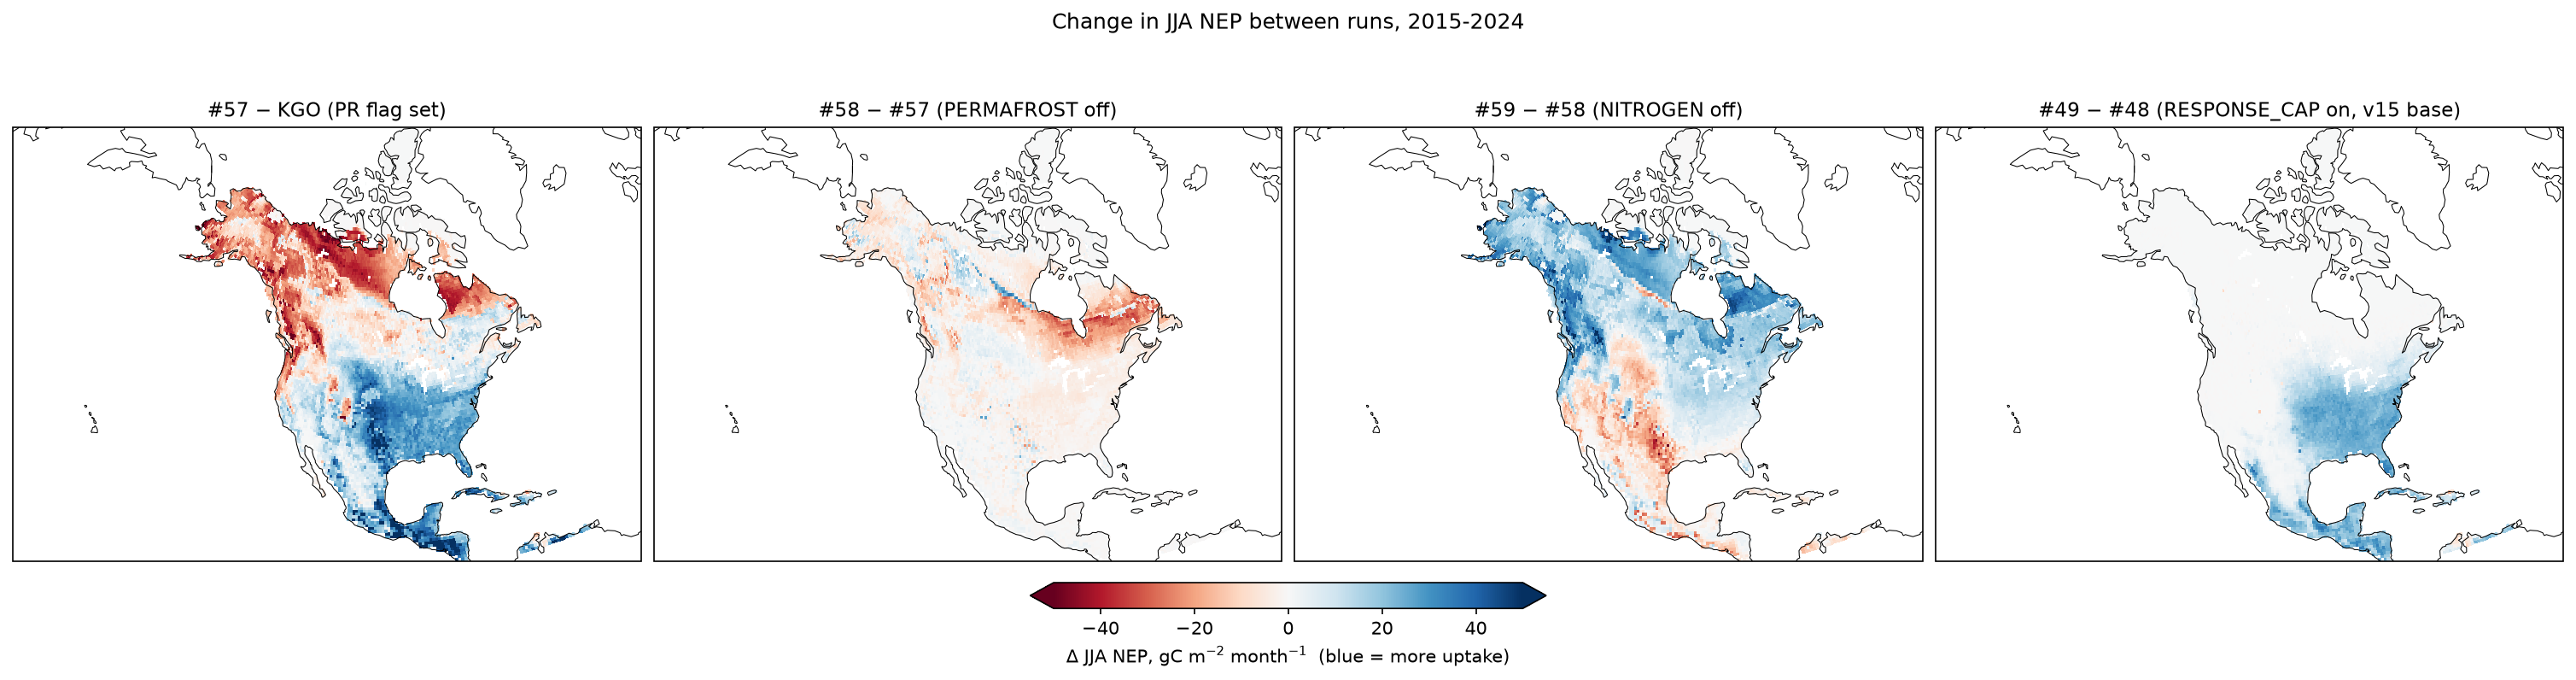 Change in JJA NEP between runs, 2015-2024
#57 − KGO (PR flag set)
#58 − #57 (PERMAFROST off)
#59 − #58 (NITROGEN off)
#49 − #48 (RESPONSE_CAP on, v15 base)
−40 −20 0 20 40
Δ JJA NEP, gC m⁻² month⁻¹ (blue = more uptake)